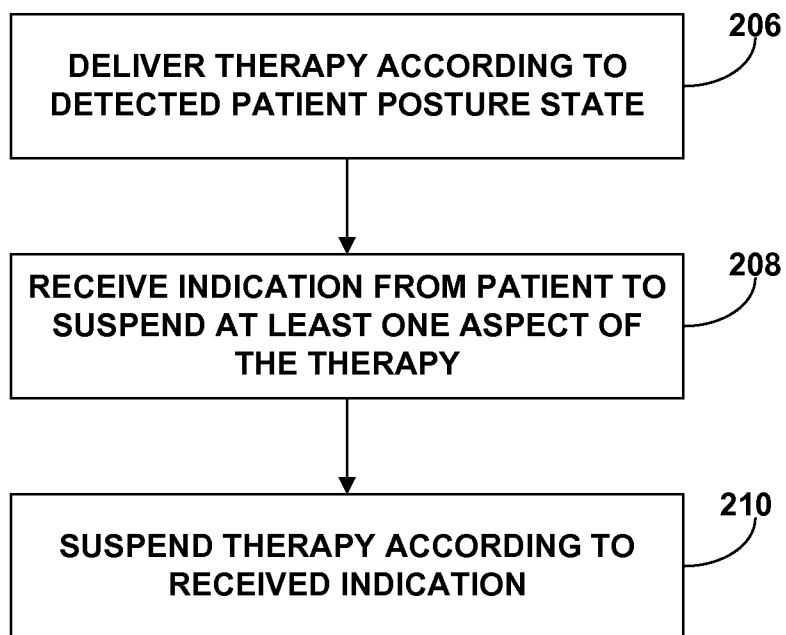 206
DELIVER THERAPY ACCORDING TO
DETECTED PATIENT POSTURE STATE
208
RECEIVE INDICATION FROM PATIENT TO
SUSPEND AT LEAST ONE ASPECT OF
THE THERAPY
210
SUSPEND THERAPY ACCORDING TO
RECEIVED INDICATION